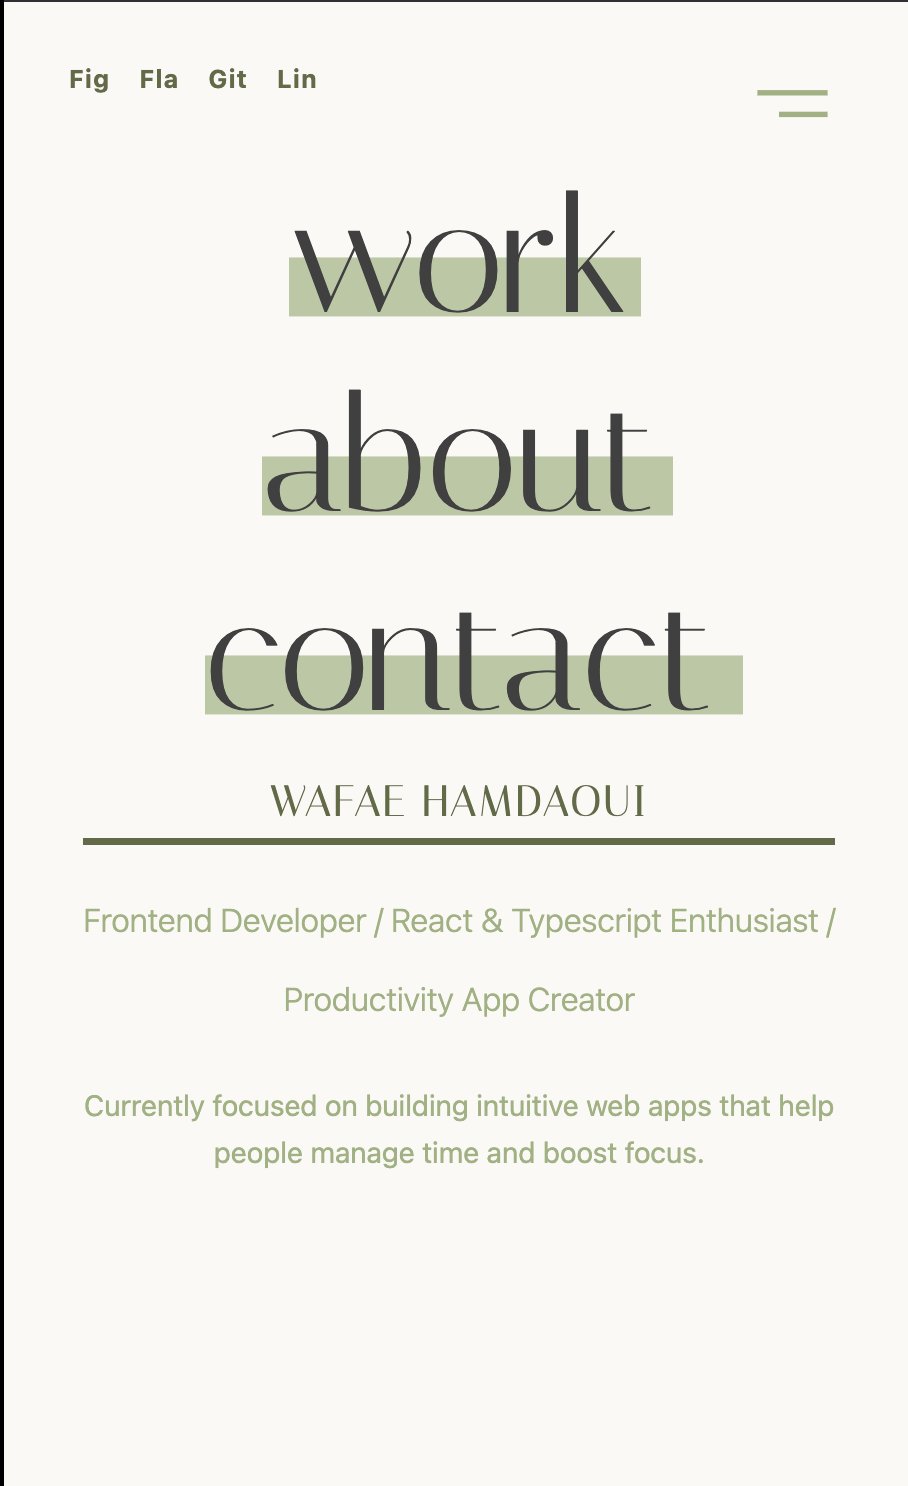 Fig Fla Git Lin
work
about
contact
WAFAE HAMDAOUI
Frontend Developer / React & Typescript Enthusiast /
Productivity App Creator
Currently focused on building intuitive web apps that help
people manage time and boost focus.